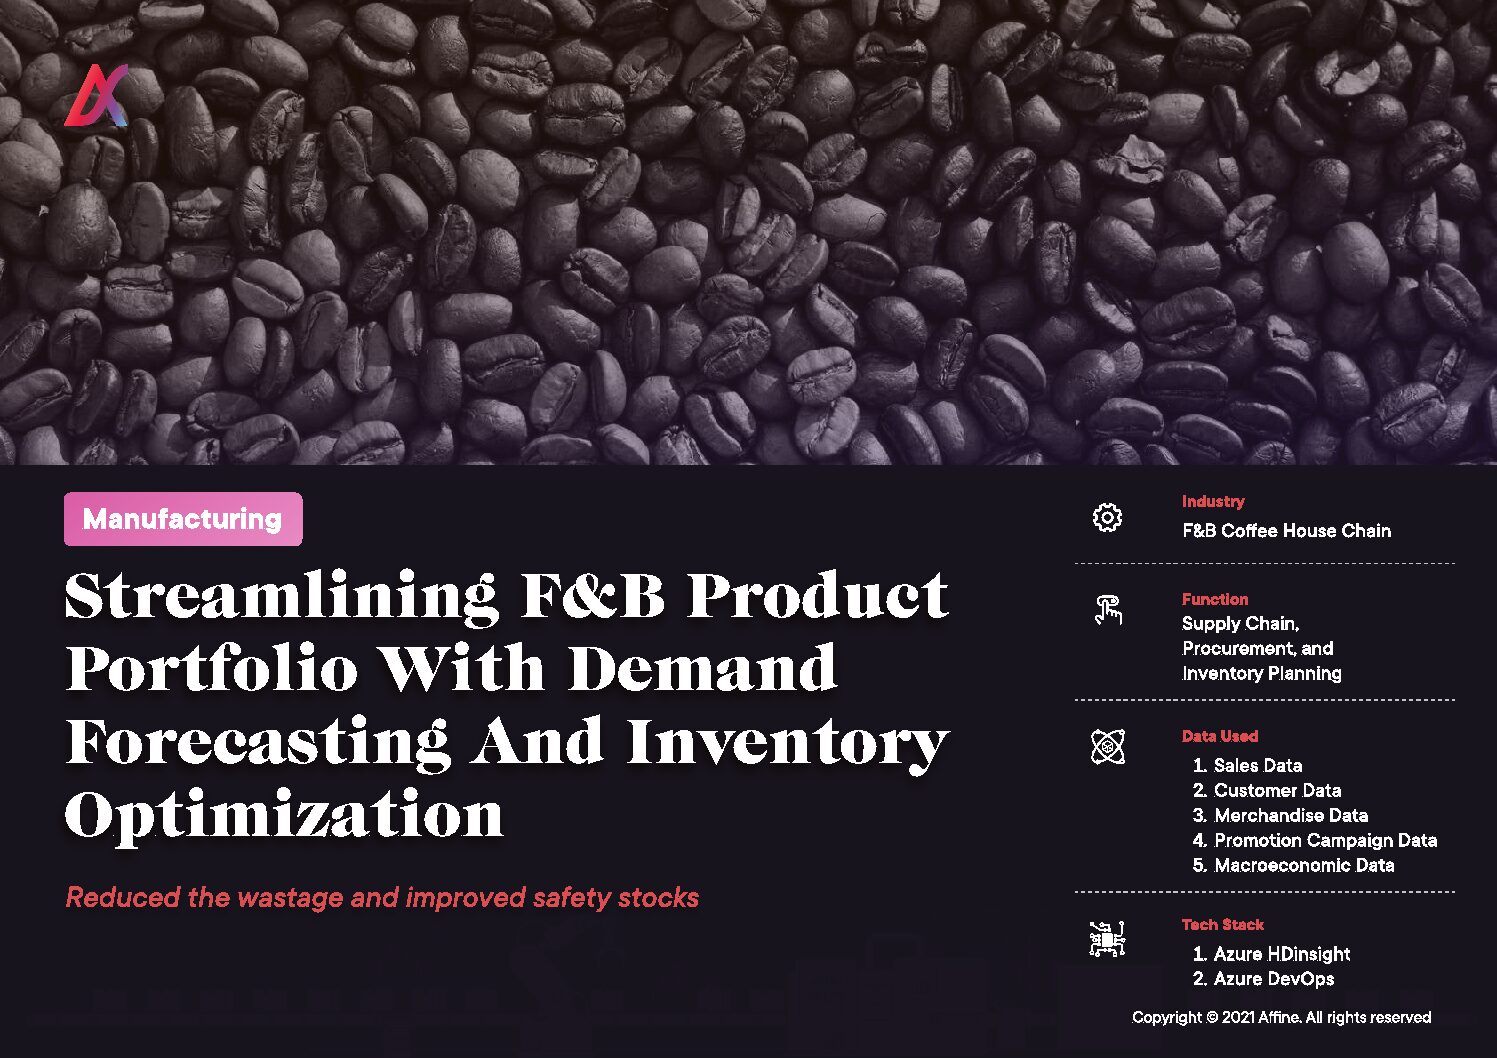 Manufacturing
Streamlining F&B Product
Portfolio With Demand
Forecasting And Inventory
Optimization
Reduced the wastage and improved safety stocks
Industry
F&B Coffee House Chain
Function
Supply Chain,
Procurement, and
Inventory Planning
Data Used
1. Sales Data
2. Customer Data
3. Merchandise Data
4. Promotion Campaign Data
5. Macroeconomic Data
Tech Stack
1. Azure HDinsight
2. Azure DevOps
Copyright © 2021 Affine. All rights reserved